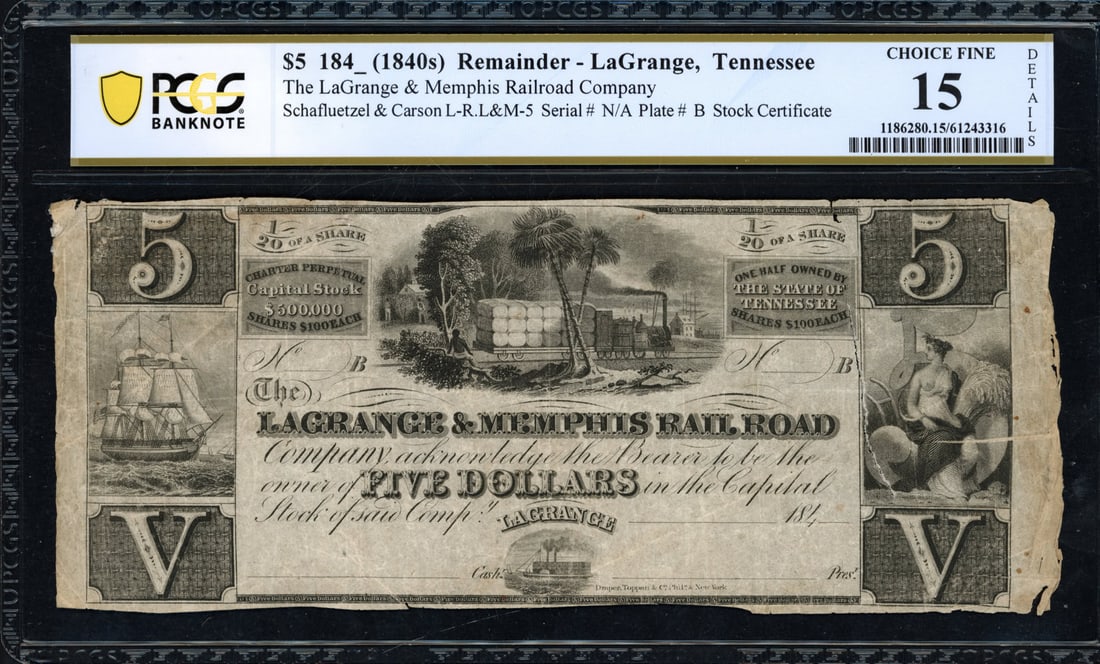 $5 184_ (1840s) Remainder - LaGrange, Tennessee
The LaGrange & Memphis Railroad Company
Schafluetzel & Carson L-R.L&M-5 Serial # N/A Plate # B Stock Certificate
PCGS
BANKNOTE
CHOICE FINE
15
1186280.15/61243316
DETAILS
5
1/20 OF A SHARE
1/20 OF A SHARE
5
CHARTER PERPETUAL
Capital Stock
$500,000
SHARES $100 EACH
ONE HALF OWNED BY
THE STATE OF
TENNESSEE
SHARES $100 EACH
No B
No B
The
LAGRANGE & MEMPHIS RAIL ROAD
Company, acknowledge the Bearer to be the
owner of FIVE DOLLARS in the Capital
Stock of said Compy. LAGRANGE 184
V
V
Cashr.
Prest.
Draper, Toppan & Co. Phila. & New York